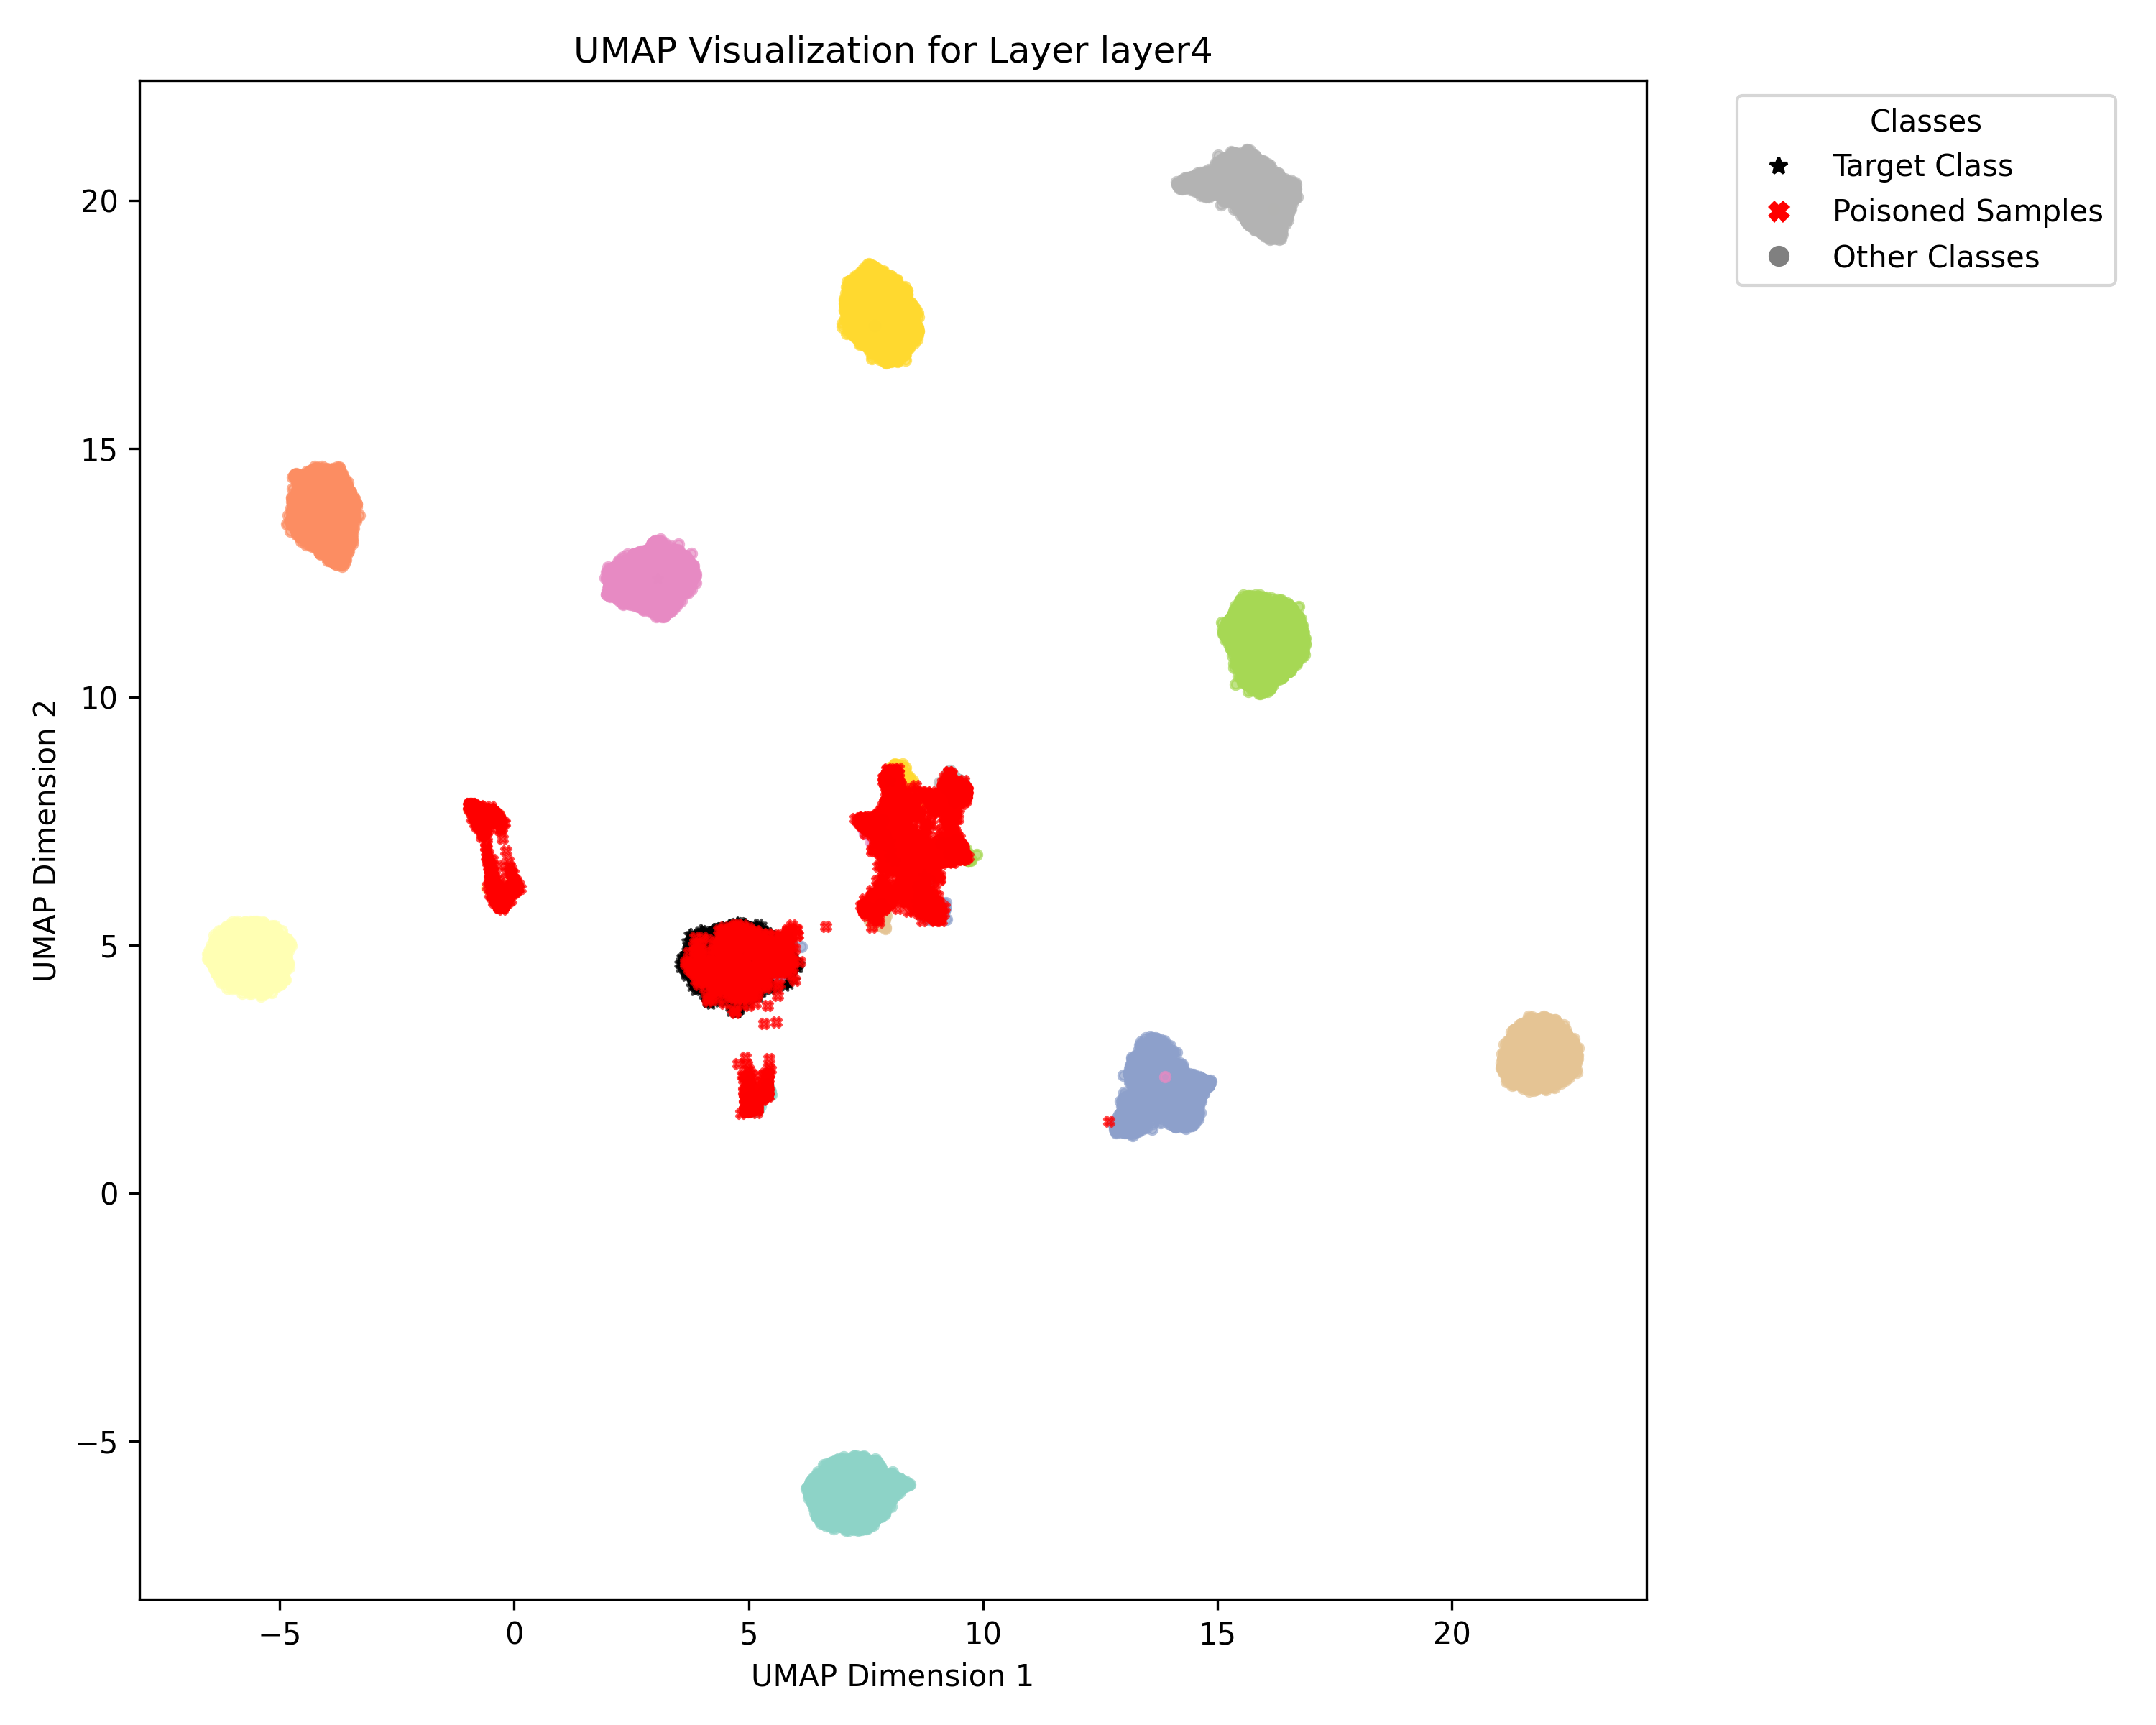 UMAP Visualization for Layer layer4
Classes
Target Class
Poisoned Samples
Other Classes
UMAP Dimension 2
20
15
10
5
0
−5
−5 0 5 10 15 20
UMAP Dimension 1